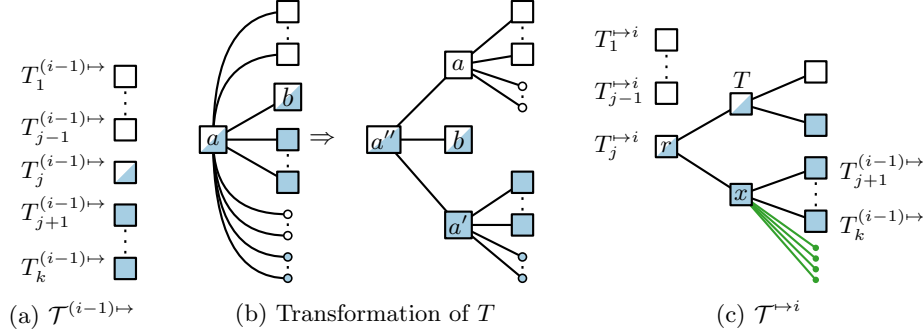 T_1^{(i−1)↦}
T_{j−1}^{(i−1)↦}
T_j^{(i−1)↦}
T_{j+1}^{(i−1)↦}
T_k^{(i−1)↦}
(a) 𝒯^{(i−1)↦}
a
b
⇒
a
a″
b
a′
(b) Transformation of T
T_1^{↦i}
T_{j−1}^{↦i}
T_j^{↦i}
r
T
x
T_{j+1}^{(i−1)↦}
T_k^{(i−1)↦}
(c) 𝒯^{↦i}